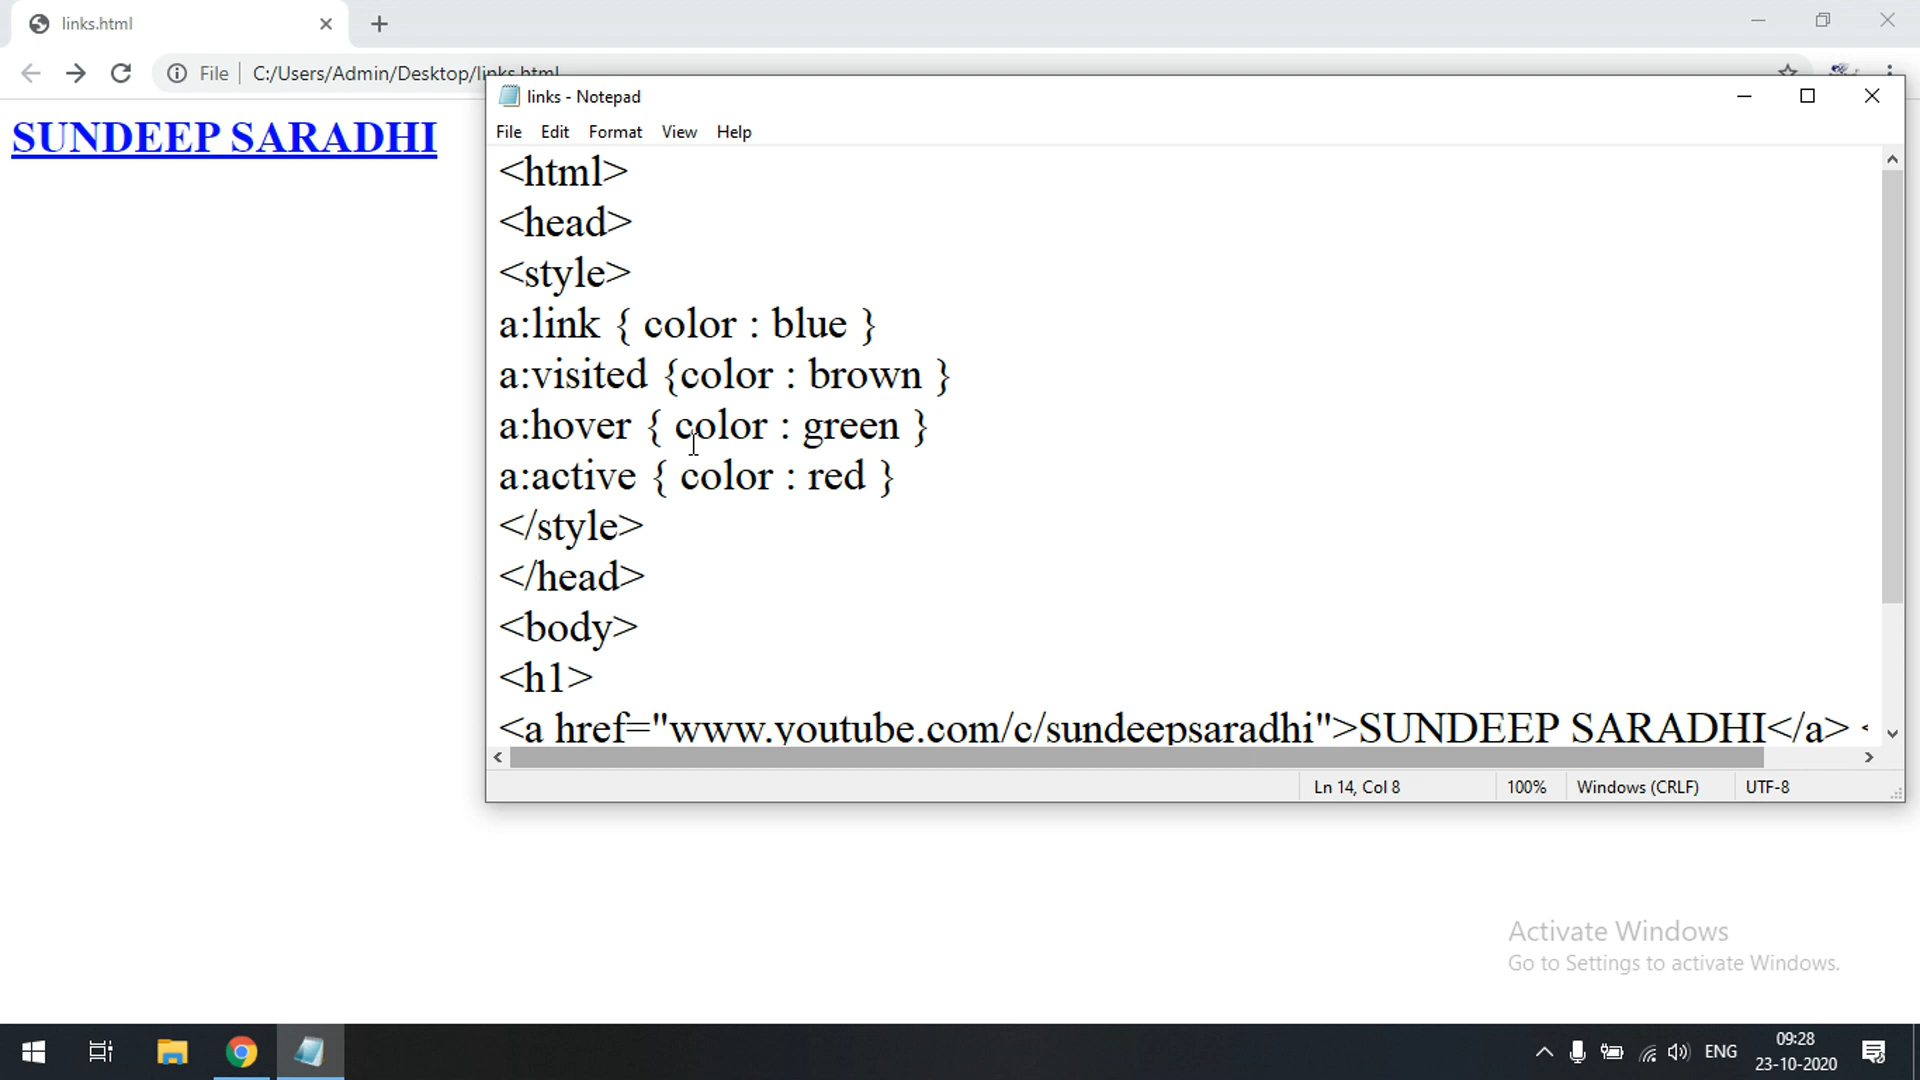 links.html
File
C:/Users/Admin/Desktop/links.html
SUNDEEP SARADHI
links - Notepad
File Edit Format View Help
<html>
<head>
<style>
a:link { color : blue }
a:visited {color : brown }
a:hover { color : green }
a:active { color : red }
</style>
</head>
<body>
<h1>
<a href="www.youtube.com/c/sundeepsaradhi">SUNDEEP SARADHI</a> <
Ln 14, Col 8
100%
Windows (CRLF)
UTF-8
Activate Windows
Go to Settings to activate Windows.
ENG
09:28
23-10-2020